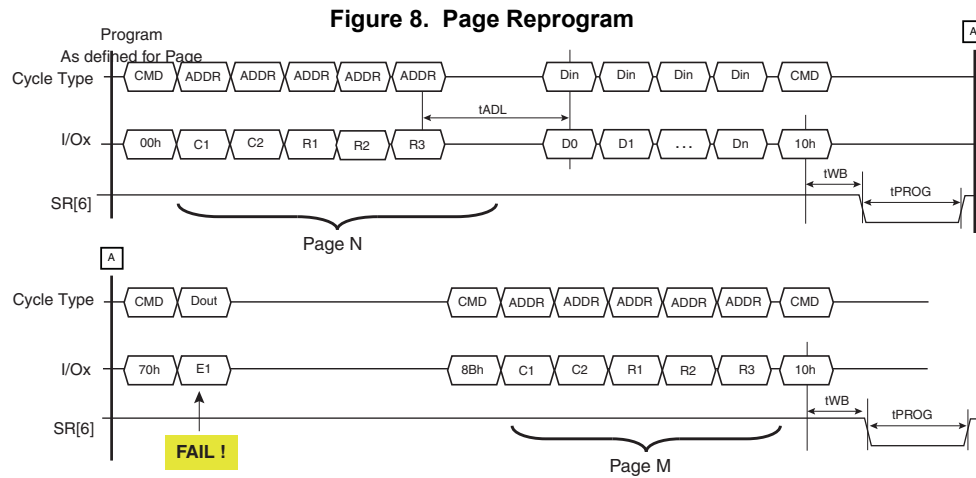 Figure 8. Page Reprogram
Program
As defined for Page
A
Cycle Type CMD ADDR ADDR ADDR ADDR ADDR Din Din Din Din CMD
tADL
I/Ox 00h C1 C2 R1 R2 R3 D0 D1 ... Dn 10h
tWB
tPROG
SR[6]
Page N
A
Cycle Type CMD Dout CMD ADDR ADDR ADDR ADDR ADDR CMD
I/Ox 70h E1 8Bh C1 C2 R1 R2 R3 10h
tWB
tPROG
SR[6]
FAIL !
Page M